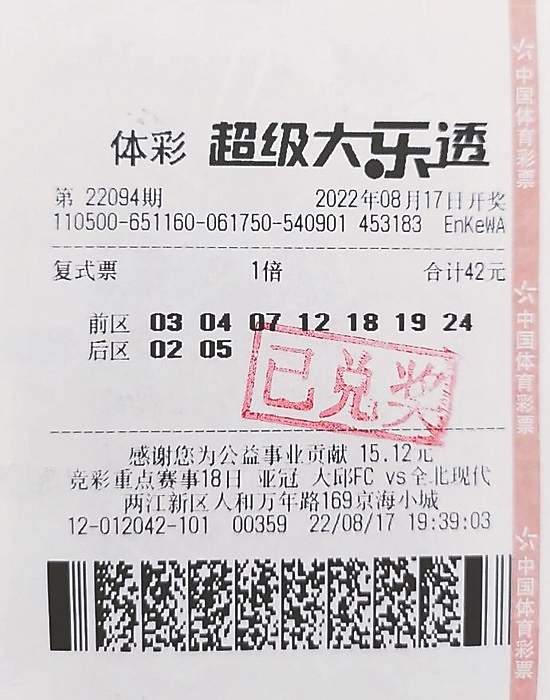 体彩 超级大乐透
第 22094期 2022年08月17日开奖
110500-651160-061750-540901 453183 EnKeWA
复式票 1倍 合计42元
前区 03 04 07 12 18 19 24
后区 02 05
已兑奖
感谢您为公益事业贡献 15.12元
竞彩重点赛事18日 亚冠 大邱FC vs全北现代
两江新区人和万年路169京海小城
12-012042-101 00359 22/08/17 19:39:03
中国体育彩票
中国体育彩票
中国体育彩票